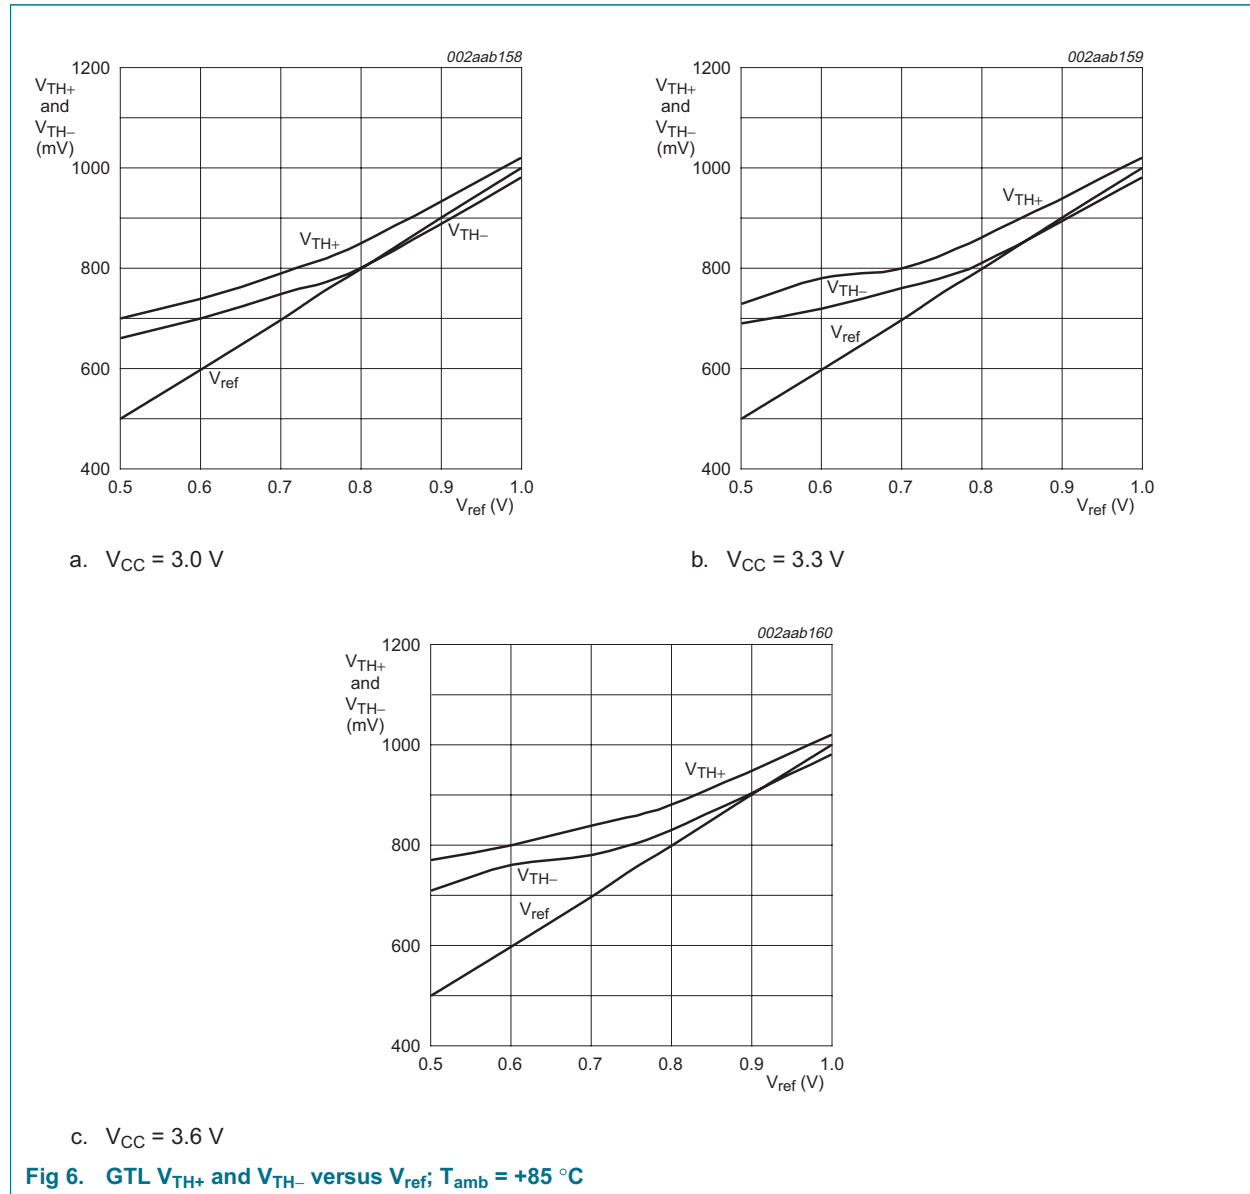 002aab158
1200
VTH+
and
VTH−
(mV)
1000
800
600
400
VTH+
VTH−
Vref
0.5 0.6 0.7 0.8 0.9 1.0
Vref (V)
a. VCC = 3.0 V
002aab159
1200
VTH+
and
VTH−
(mV)
1000
800
600
400
VTH+
VTH−
Vref
0.5 0.6 0.7 0.8 0.9 1.0
Vref (V)
b. VCC = 3.3 V
002aab160
1200
VTH+
and
VTH−
(mV)
1000
800
600
400
VTH+
VTH−
Vref
0.5 0.6 0.7 0.8 0.9 1.0
Vref (V)
c. VCC = 3.6 V
Fig 6. GTL VTH+ and VTH− versus Vref; Tamb = +85 °C